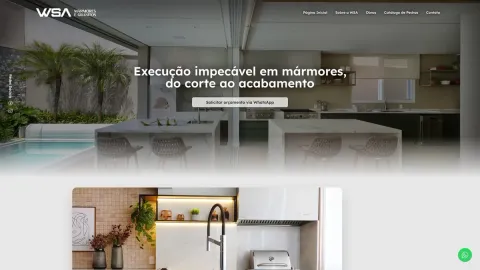 WSA MÁRMORES
Página Inicial Sobre a WSA Obras Catálogo de Pedras Contato
Execução impecável em mármores,
do corte ao acabamento
Solicitar orçamento via WhatsApp